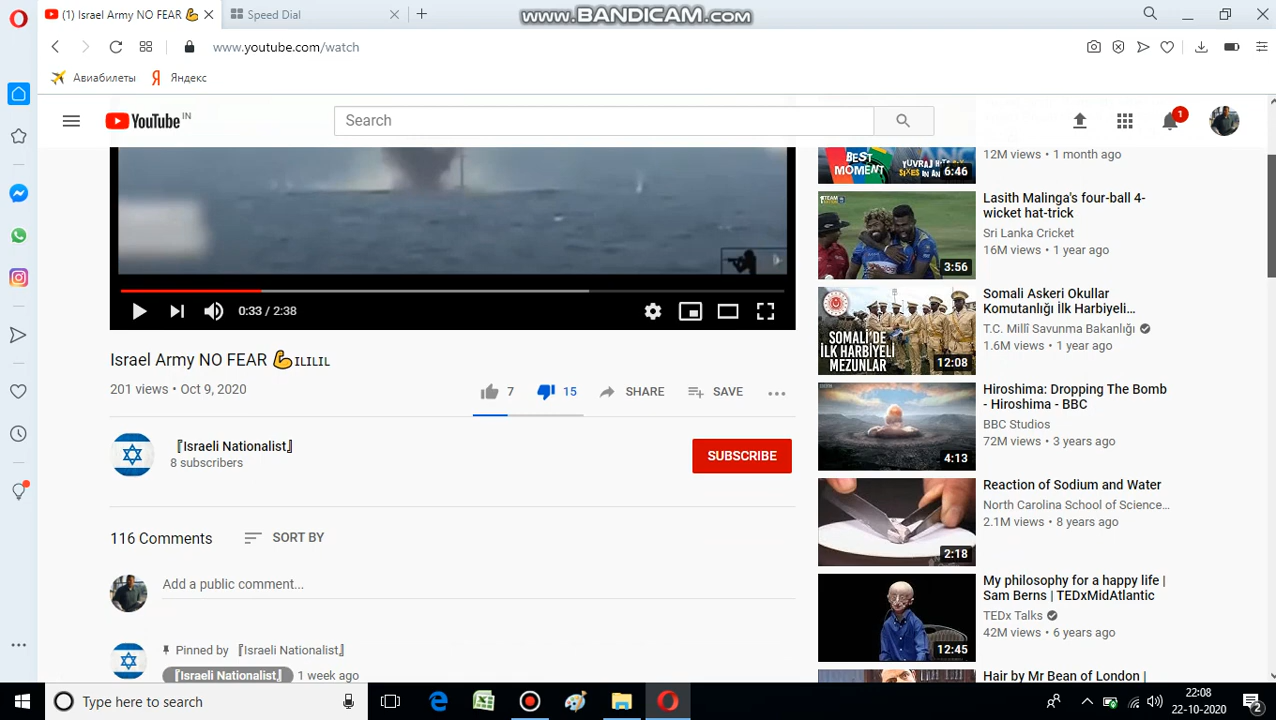 (1) Israel Army NO FEAR 💪
Speed Dial
www.BANDICAM.com
www.youtube.com/watch
Авиабилеты
Яндекс
YouTube IN
Search
1
BEST
MOMENT
YUVRAJ HITS SIX
SIXES IN AN
6:46
12M views • 1 month ago
Lasith Malinga's four-ball 4-
wicket hat-trick
Sri Lanka Cricket
16M views • 1 year ago
3:56
SOMALİ'DE
İLK HARBİYELİ
MEZUNLAR
12:08
Somali Askeri Okullar
Komutanlığı İlk Harbiyeli...
T.C. Millî Savunma Bakanlığı
1.6M views • 1 year ago
4:13
Hiroshima: Dropping The Bomb
- Hiroshima - BBC
BBC Studios
72M views • 3 years ago
2:18
Reaction of Sodium and Water
North Carolina School of Science...
2.1M views • 8 years ago
12:45
My philosophy for a happy life |
Sam Berns | TEDxMidAtlantic
TEDx Talks
42M views • 6 years ago
Hair by Mr Bean of London |
0:33 / 2:38
Israel Army NO FEAR 💪ɪʟɪʟɪʟ
201 views • Oct 9, 2020
7
15
SHARE
SAVE
『Israeli Nationalist』
8 subscribers
SUBSCRIBE
116 Comments
SORT BY
Add a public comment...
Pinned by 『Israeli Nationalist』
『Israeli Nationalist』 1 week ago
Type here to search
22:08
22-10-2020
2